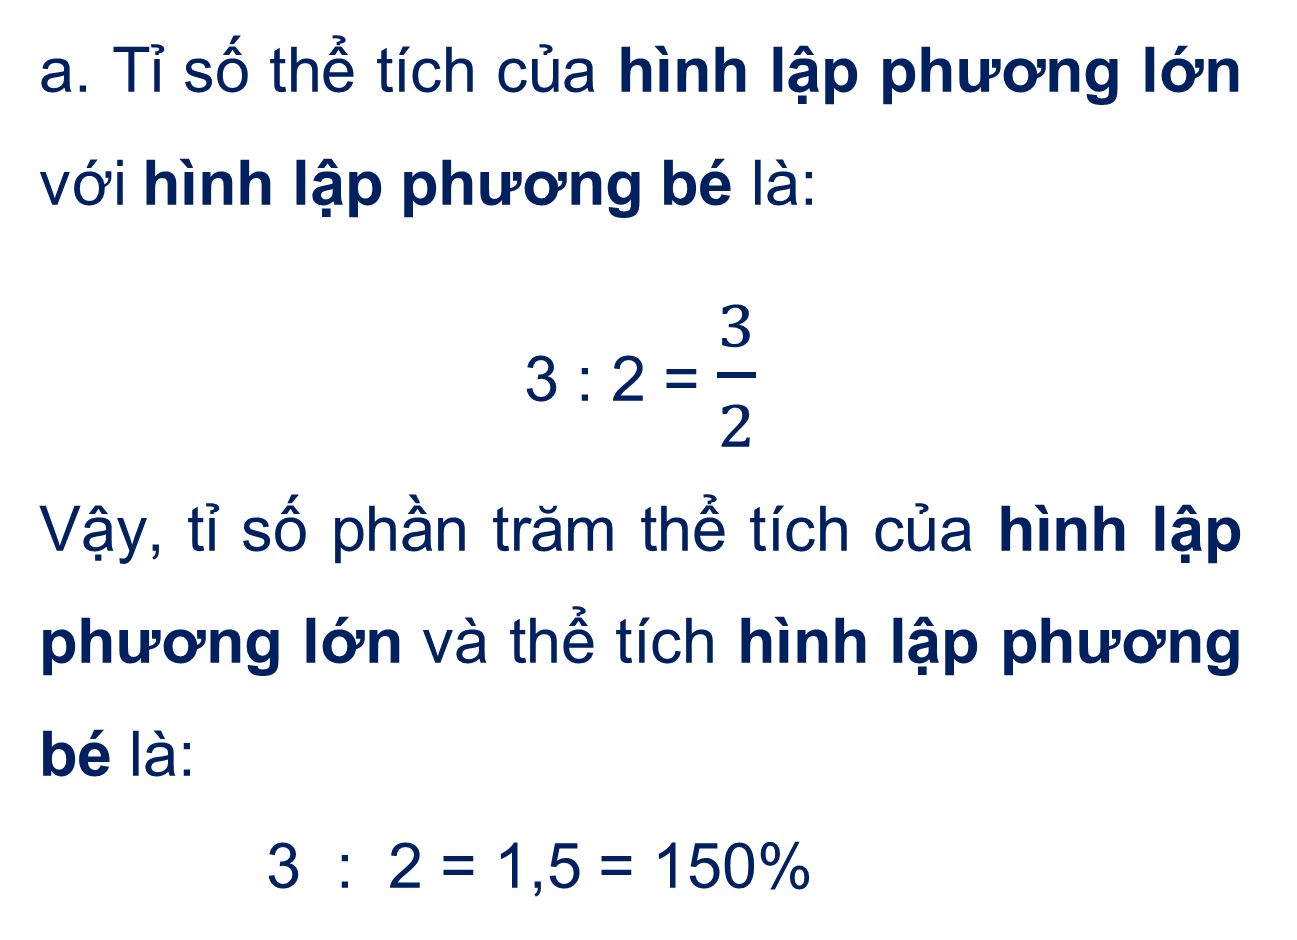 a. Tỉ số thể tích của hình lập phương lớn
với hình lập phương bé là:
3 : 2 = 3/2
Vậy, tỉ số phần trăm thể tích của hình lập
phương lớn và thể tích hình lập phương
bé là:
3 : 2 = 1,5 = 150%